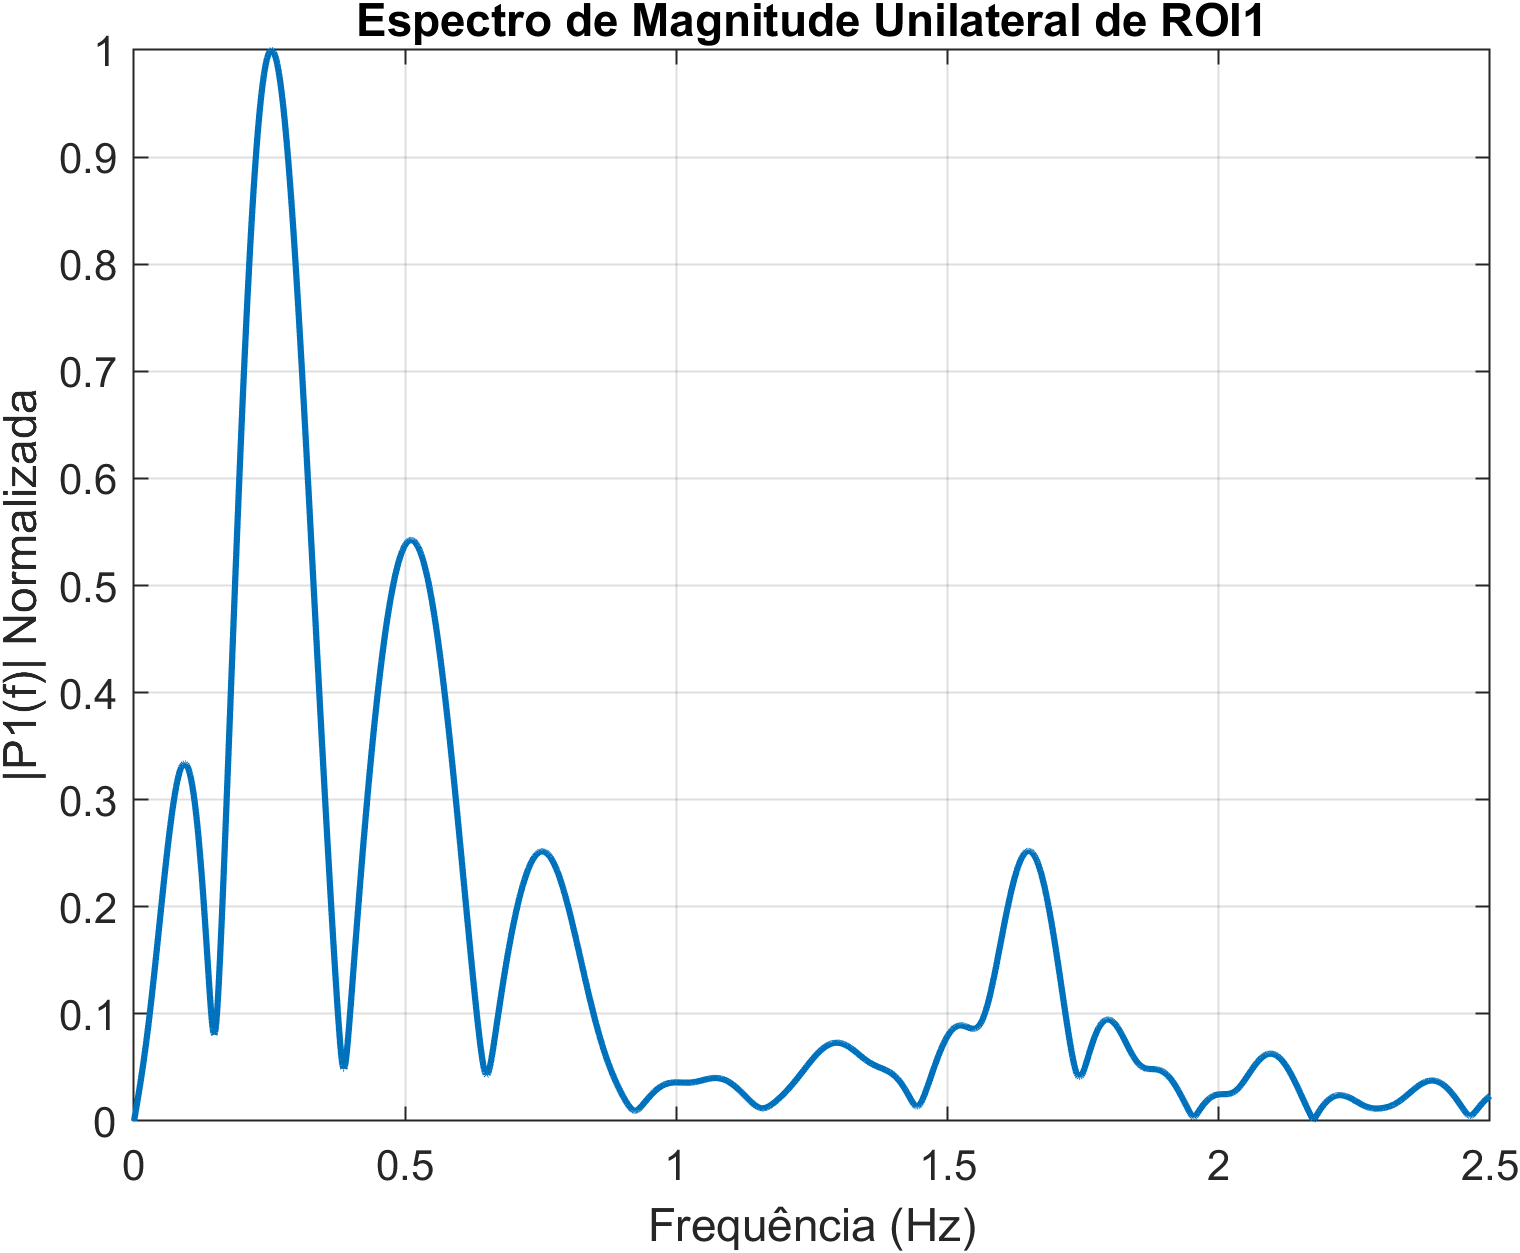 Espectro de Magnitude Unilateral de ROI1
|P1(f)| Normalizada
1
0.9
0.8
0.7
0.6
0.5
0.4
0.3
0.2
0.1
0
0 0.5 1 1.5 2 2.5
Frequência (Hz)